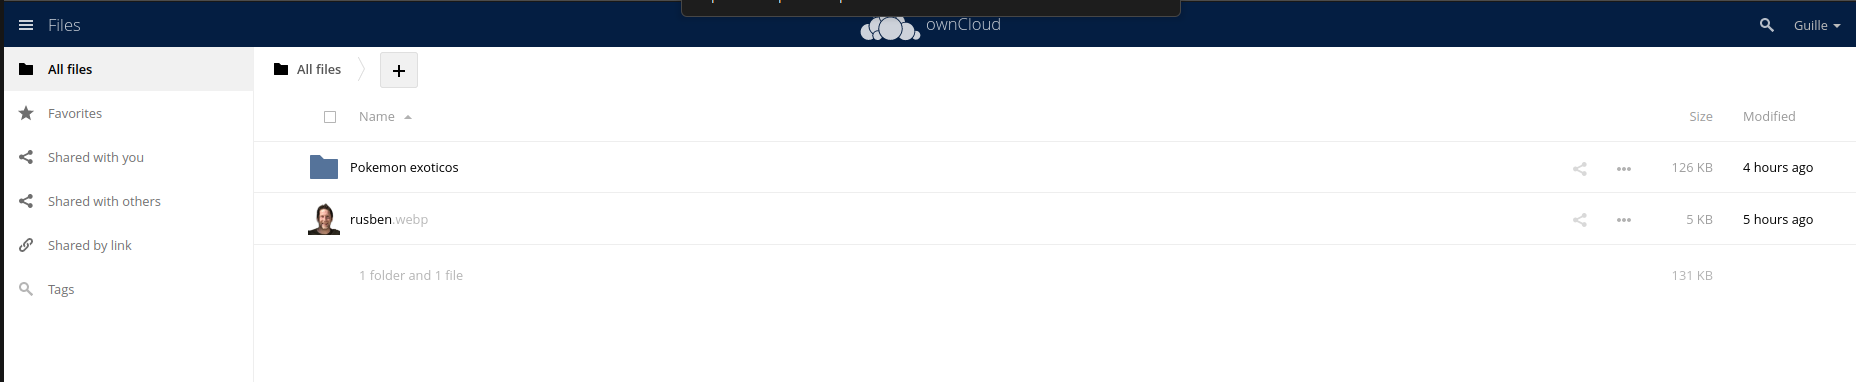 Files
ownCloud
Guille
All files
Favorites
Shared with you
Shared with others
Shared by link
Tags
All files
+
Name Size Modified
Pokemon exoticos 126 KB 4 hours ago
rusben.webp 5 KB 5 hours ago
1 folder and 1 file 131 KB